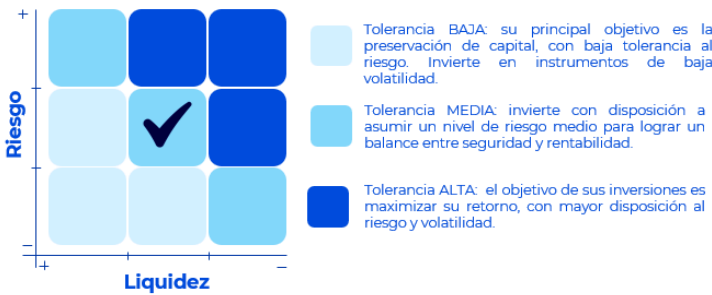 +
Riesgo
−
+
Liquidez
−
Tolerancia BAJA: su principal objetivo es la
preservación de capital, con baja tolerancia al
riesgo. Invierte en instrumentos de baja
volatilidad.
Tolerancia MEDIA: invierte con disposición a
asumir un nivel de riesgo medio para lograr un
balance entre seguridad y rentabilidad.
Tolerancia ALTA: el objetivo de sus inversiones es
maximizar su retorno, con mayor disposición al
riesgo y volatilidad.